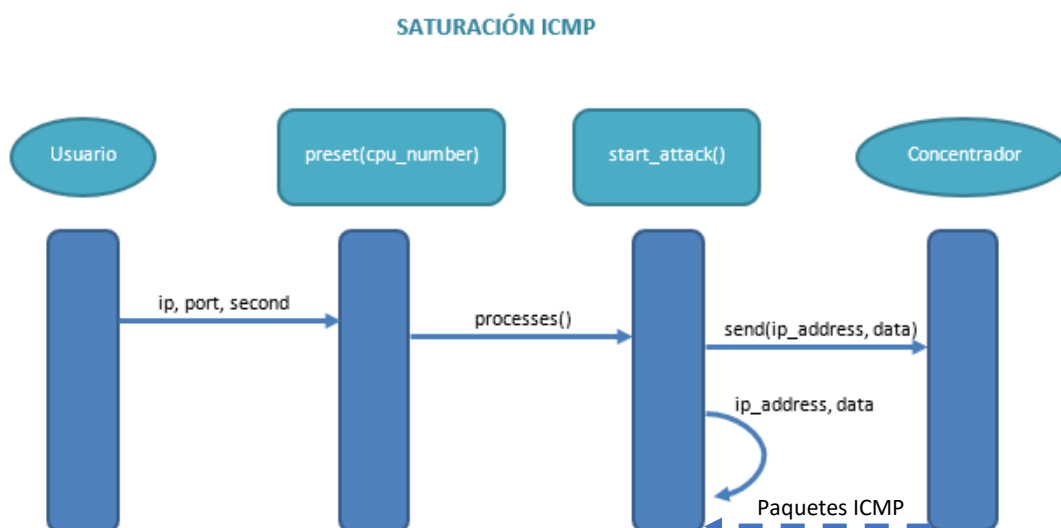 SATURACIÓN ICMP
Usuario
preset(cpu_number)
start_attack()
Concentrador
ip, port, second
processes()
send(ip_address, data)
ip_address, data
Paquetes ICMP